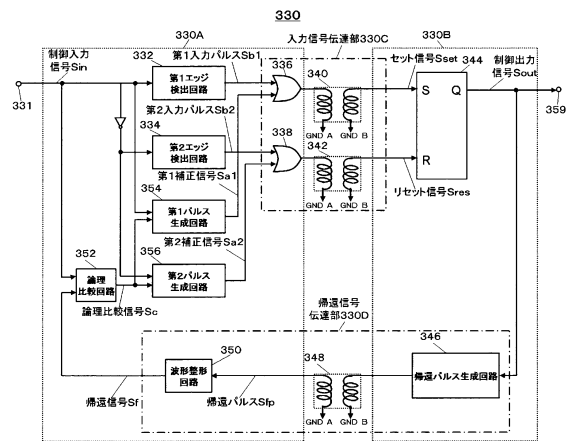 330
330A
330B
入力信号伝達部330C
制御入力
信号Sin
331
332
第1入力パルスSb1
第1エッジ
検出回路
336
340
GND A
GND B
セット信号Sset
344
S
Q
R
制御出力
信号Sout
359
第2入力パルスSb2
334
第2エッジ
検出回路
338
342
GND A
GND B
リセット信号Sres
第1補正信号Sa1
354
第1パルス
生成回路
第2補正信号Sa2
356
第2パルス
生成回路
352
論理
比較回路
論理比較信号Sc
帰還信号
伝達部330D
350
波形整形
回路
348
GND A
GND B
346
帰還パルス生成回路
帰還信号Sf
帰還パルスSfp